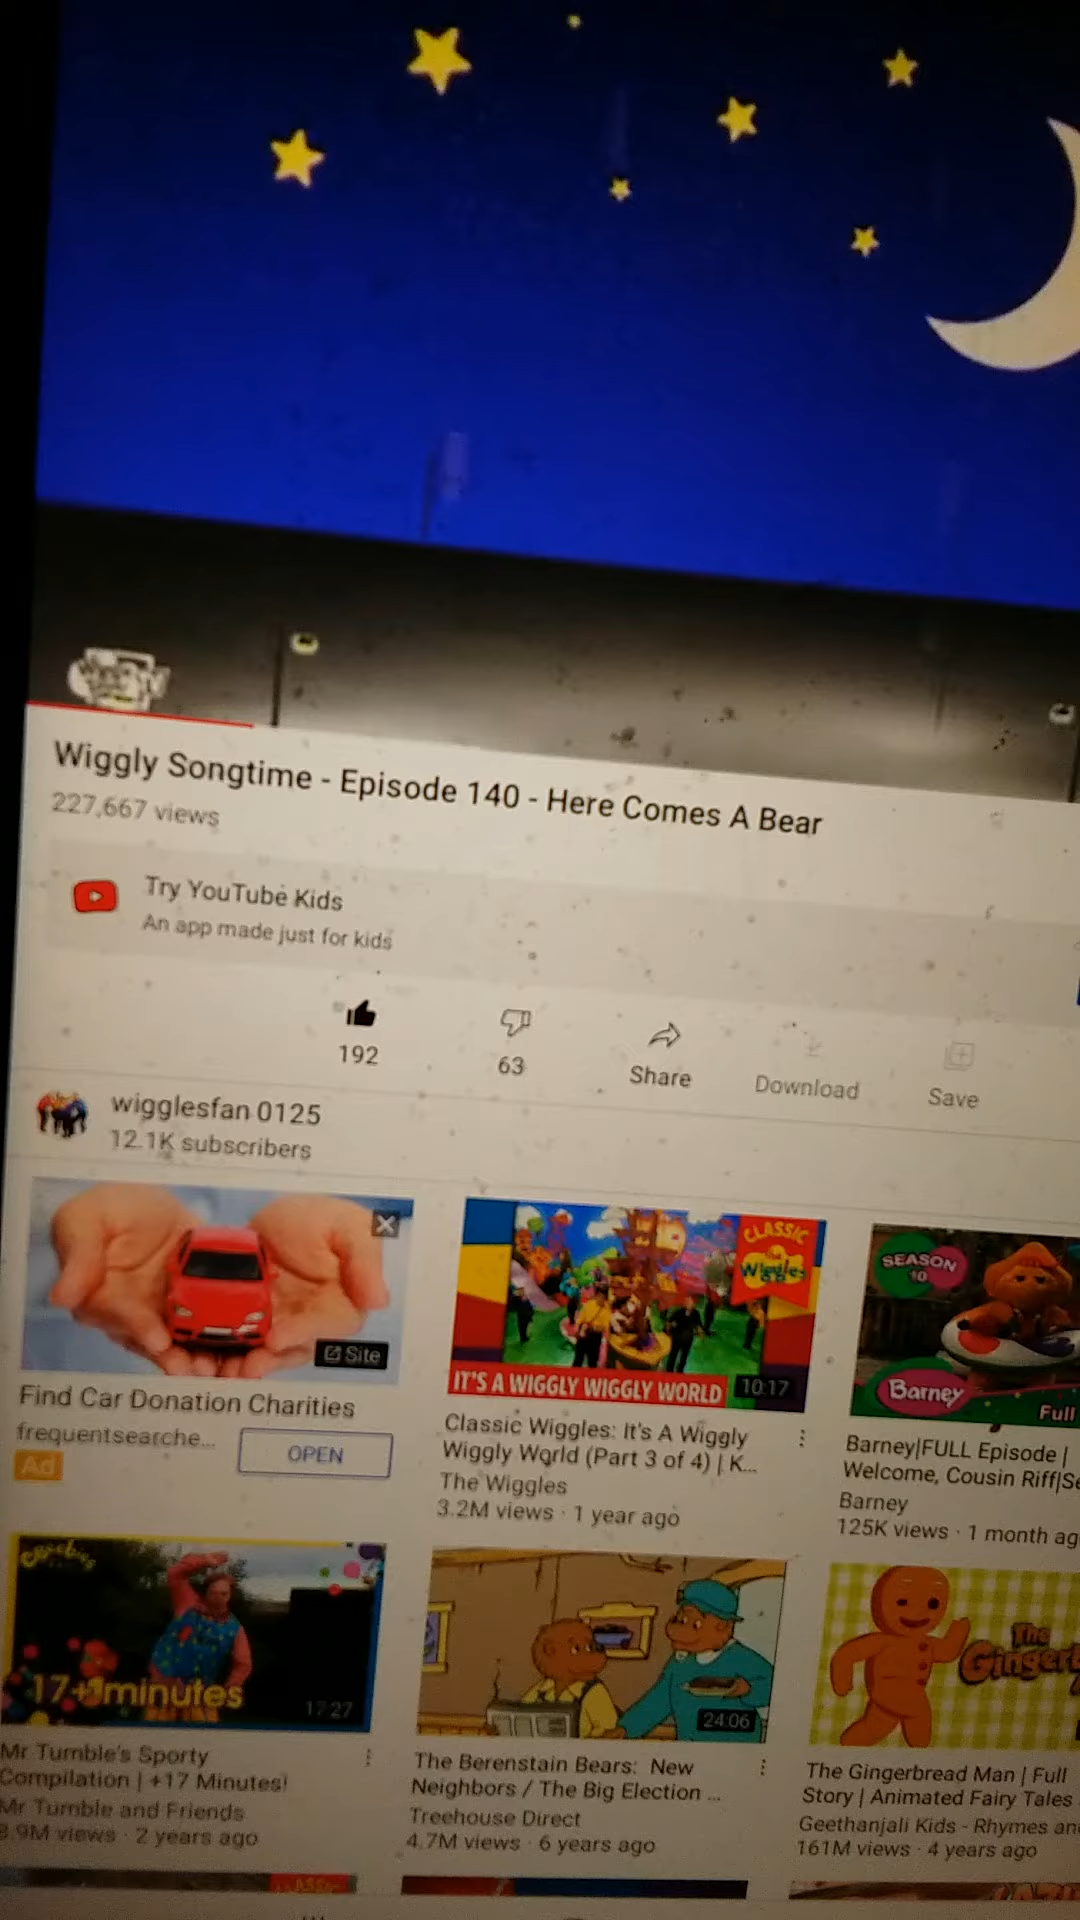 Wiggly Songtime - Episode 140 - Here Comes A Bear
227,667 views
Try YouTube Kids
An app made just for kids
192
63
Share
Download
Save
wigglesfan 0125
12.1K subscribers
Site
Find Car Donation Charities
frequentsearche...
OPEN
Ad
CLASSIC
Wiggles
IT'S A WIGGLY WIGGLY WORLD
10:17
Classic Wiggles: It's A Wiggly
Wiggly World (Part 3 of 4) | K...
The Wiggles
3.2M views · 1 year ago
SEASON
10
Barney
Full
Barney|FULL Episode |
Welcome, Cousin Riff|Se
Barney
125K views · 1 month ag
17+ minutes
17:27
Mr Tumble's Sporty
Compilation | +17 Minutes!
Mr Tumble and Friends
8.9M views · 2 years ago
24:06
The Berenstain Bears: New
Neighbors / The Big Election ...
Treehouse Direct
4.7M views · 6 years ago
The
Gingerb
The Gingerbread Man | Full
Story | Animated Fairy Tales
Geethanjali Kids - Rhymes an
161M views · 4 years ago